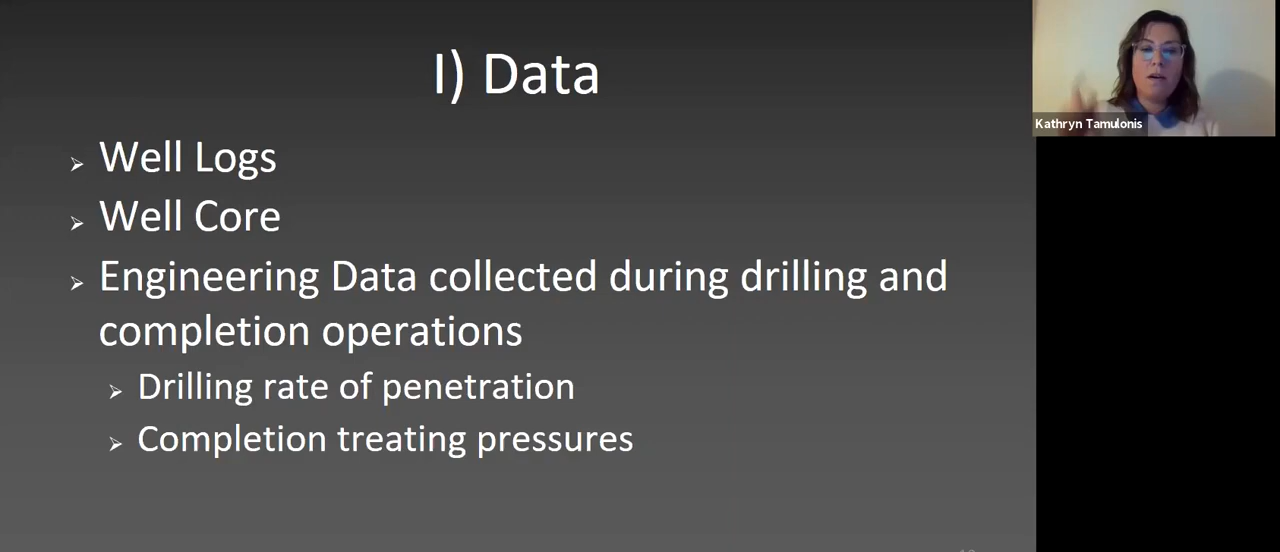 I) Data
Well Logs
Well Core
Engineering Data collected during drilling and
completion operations
Drilling rate of penetration
Completion treating pressures
Kathryn Tamulonis